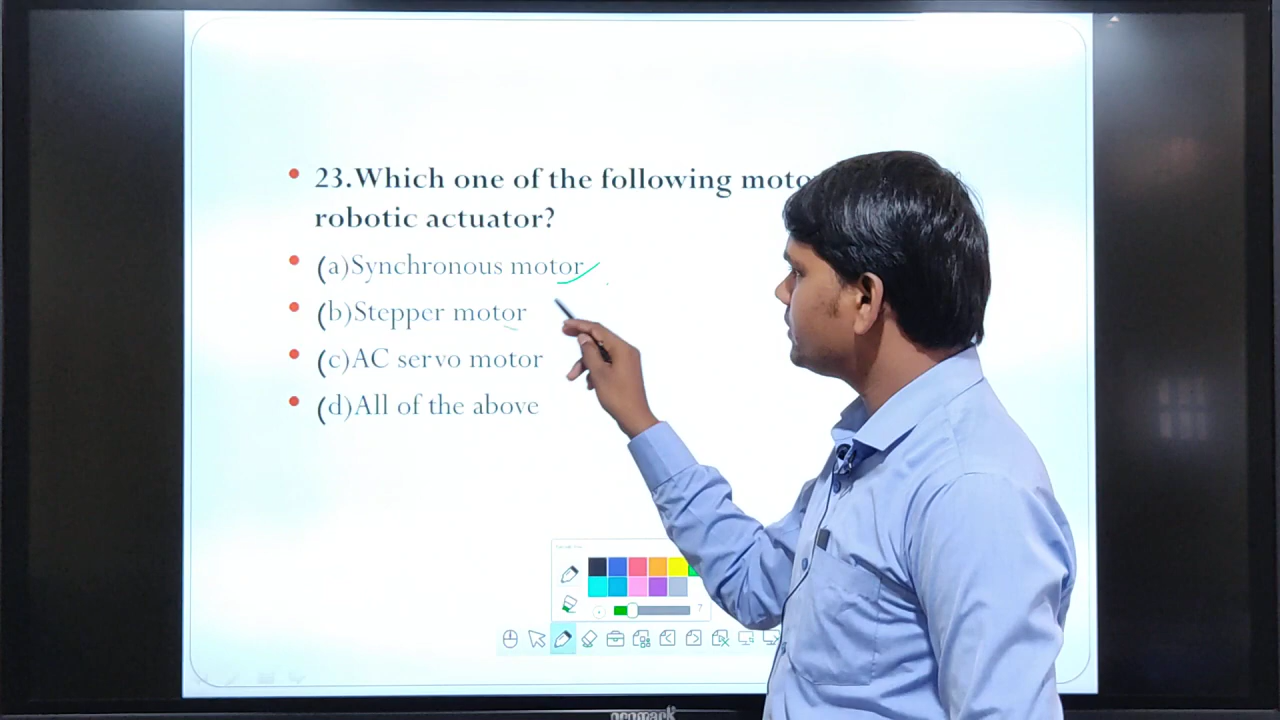 23.Which one of the following
robotic actuator?
(a)Synchronous motor
(b)Stepper motor
(c)AC servo motor
(d)All of the above
7